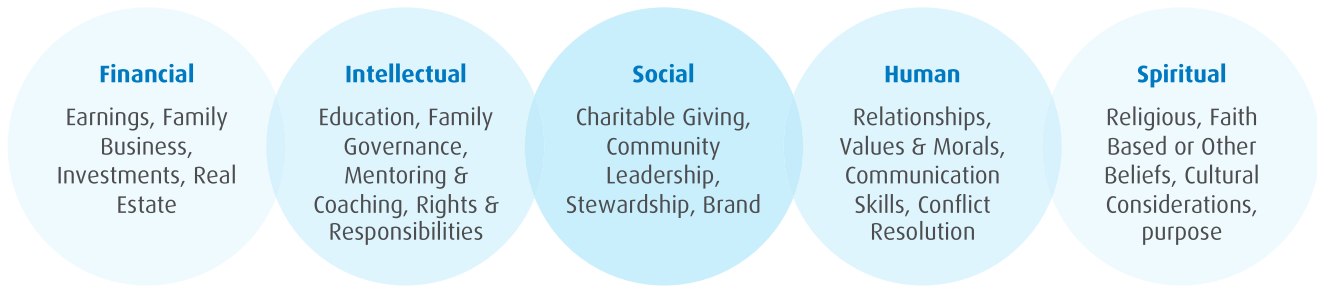 Financial
Earnings, Family
Business,
Investments, Real
Estate
Intellectual
Education, Family
Governance,
Mentoring &
Coaching, Rights &
Responsibilities
Social
Charitable Giving,
Community
Leadership,
Stewardship, Brand
Human
Relationships,
Values & Morals,
Communication
Skills, Conflict
Resolution
Spiritual
Religious, Faith
Based or Other
Beliefs, Cultural
Considerations,
purpose